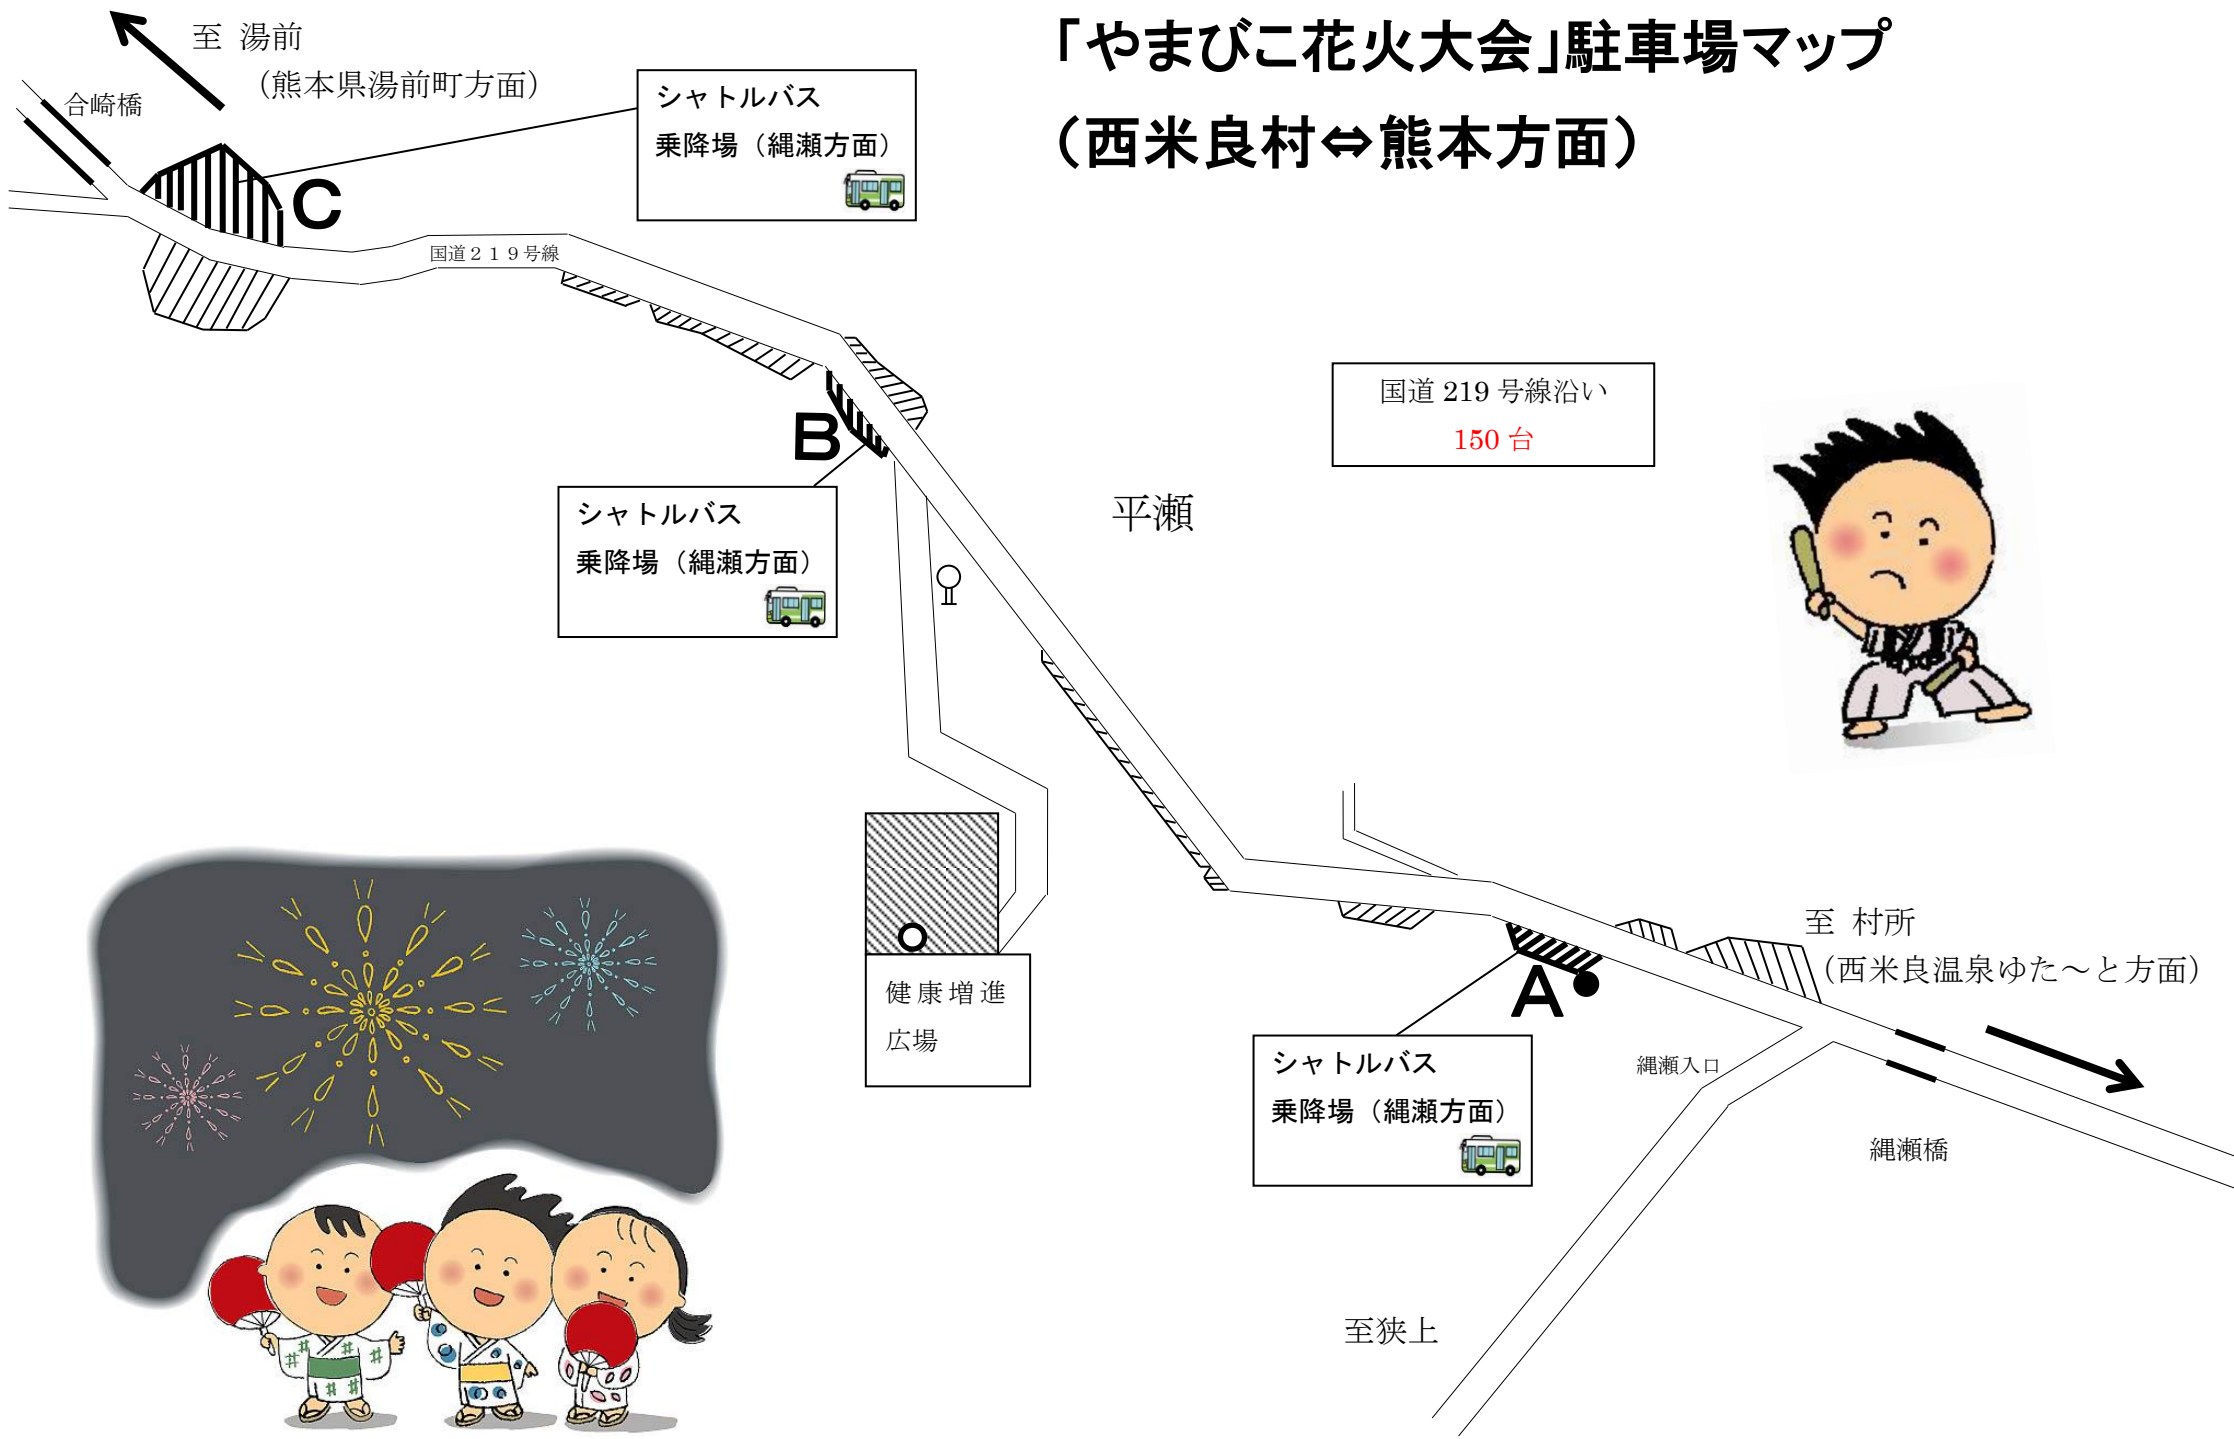 「やまびこ花火大会」駐車場マップ
（西米良村⇔熊本方面）
至 湯前
（熊本県湯前町方面）
合崎橋
シャトルバス
乗降場（縄瀬方面）
C
国道２１９号線
国道 219 号線沿い
150 台
B
シャトルバス
乗降場（縄瀬方面）
平瀬
至 村所
（西米良温泉ゆた～と方面）
A
健康増進
広場
シャトルバス
乗降場（縄瀬方面）
縄瀬入口
縄瀬橋
至狭上